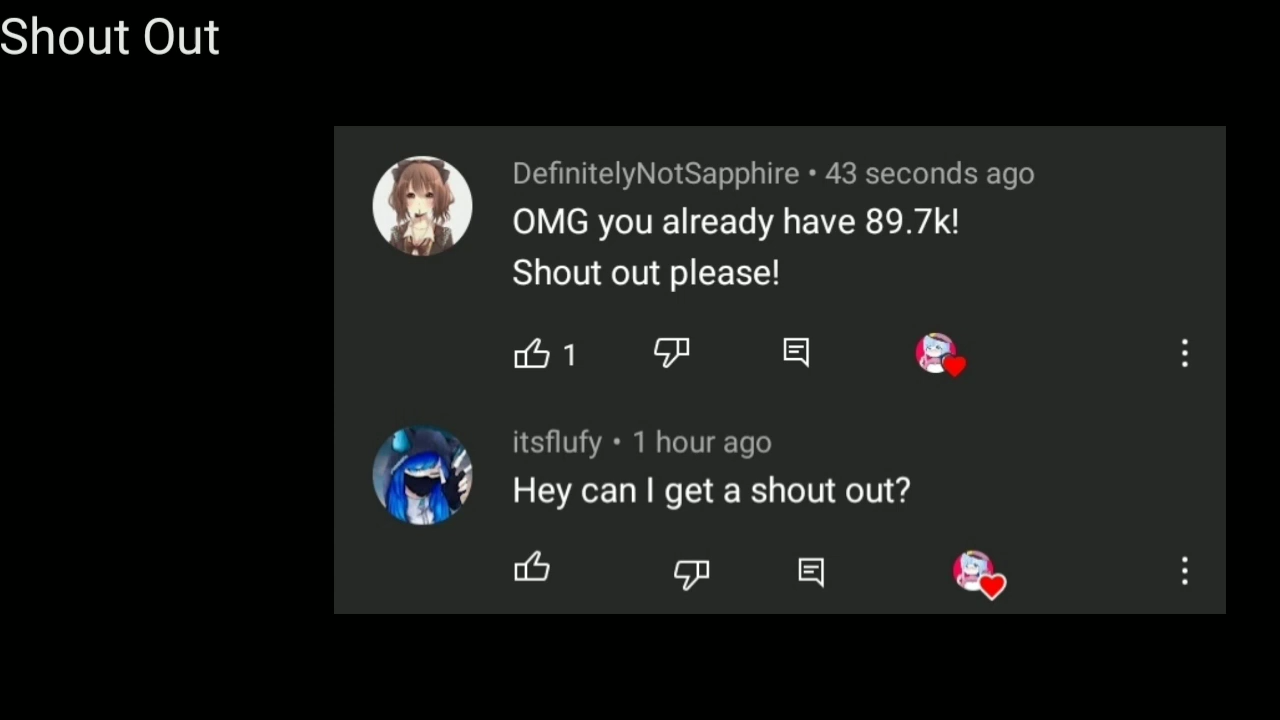 Shout Out
DefinitelyNotSapphire • 43 seconds ago
OMG you already have 89.7k!
Shout out please!
1
itsflufy • 1 hour ago
Hey can I get a shout out?